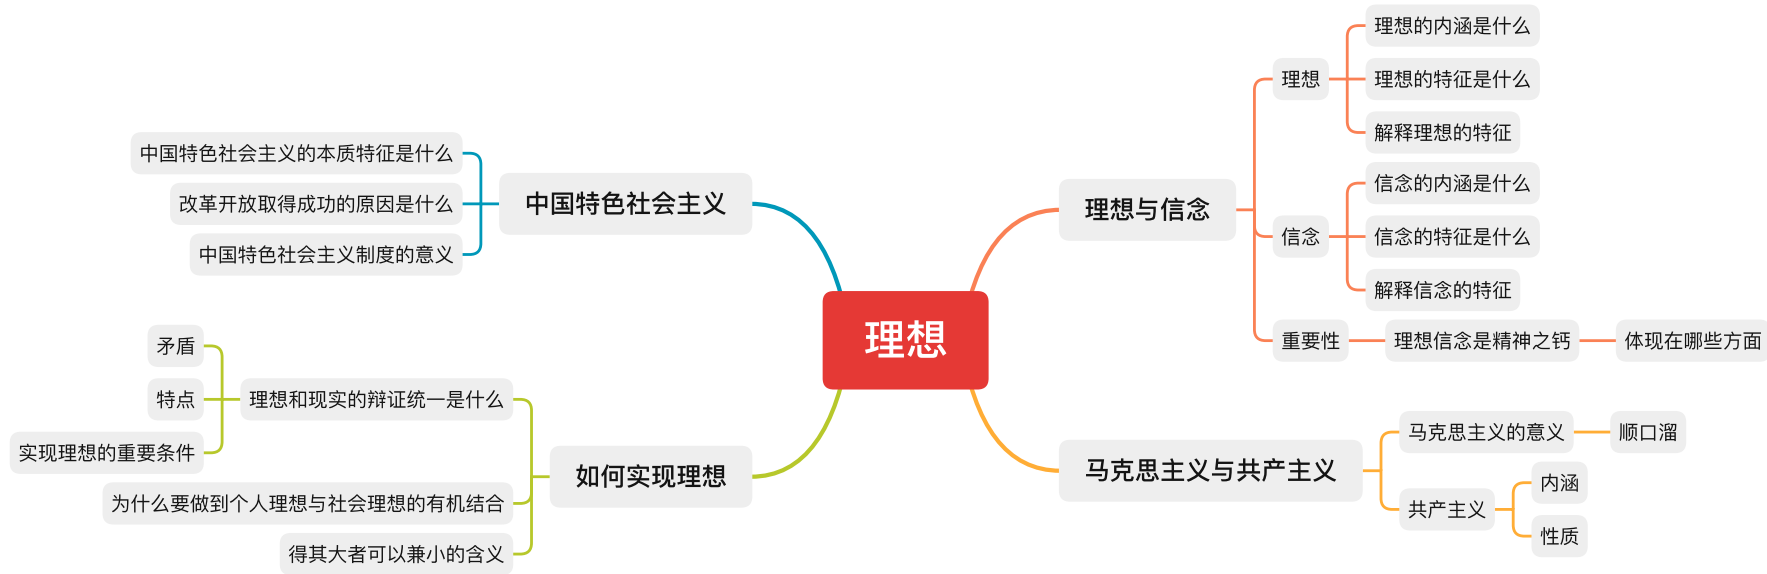 理想
理想与信念
理想
理想的内涵是什么
理想的特征是什么
解释理想的特征
信念
信念的内涵是什么
信念的特征是什么
解释信念的特征
重要性
理想信念是精神之钙
体现在哪些方面
马克思主义与共产主义
马克思主义的意义
顺口溜
共产主义
内涵
性质
中国特色社会主义
中国特色社会主义的本质特征是什么
改革开放取得成功的原因是什么
中国特色社会主义制度的意义
如何实现理想
理想和现实的辩证统一是什么
矛盾
特点
实现理想的重要条件
为什么要做到个人理想与社会理想的有机结合
得其大者可以兼小的含义